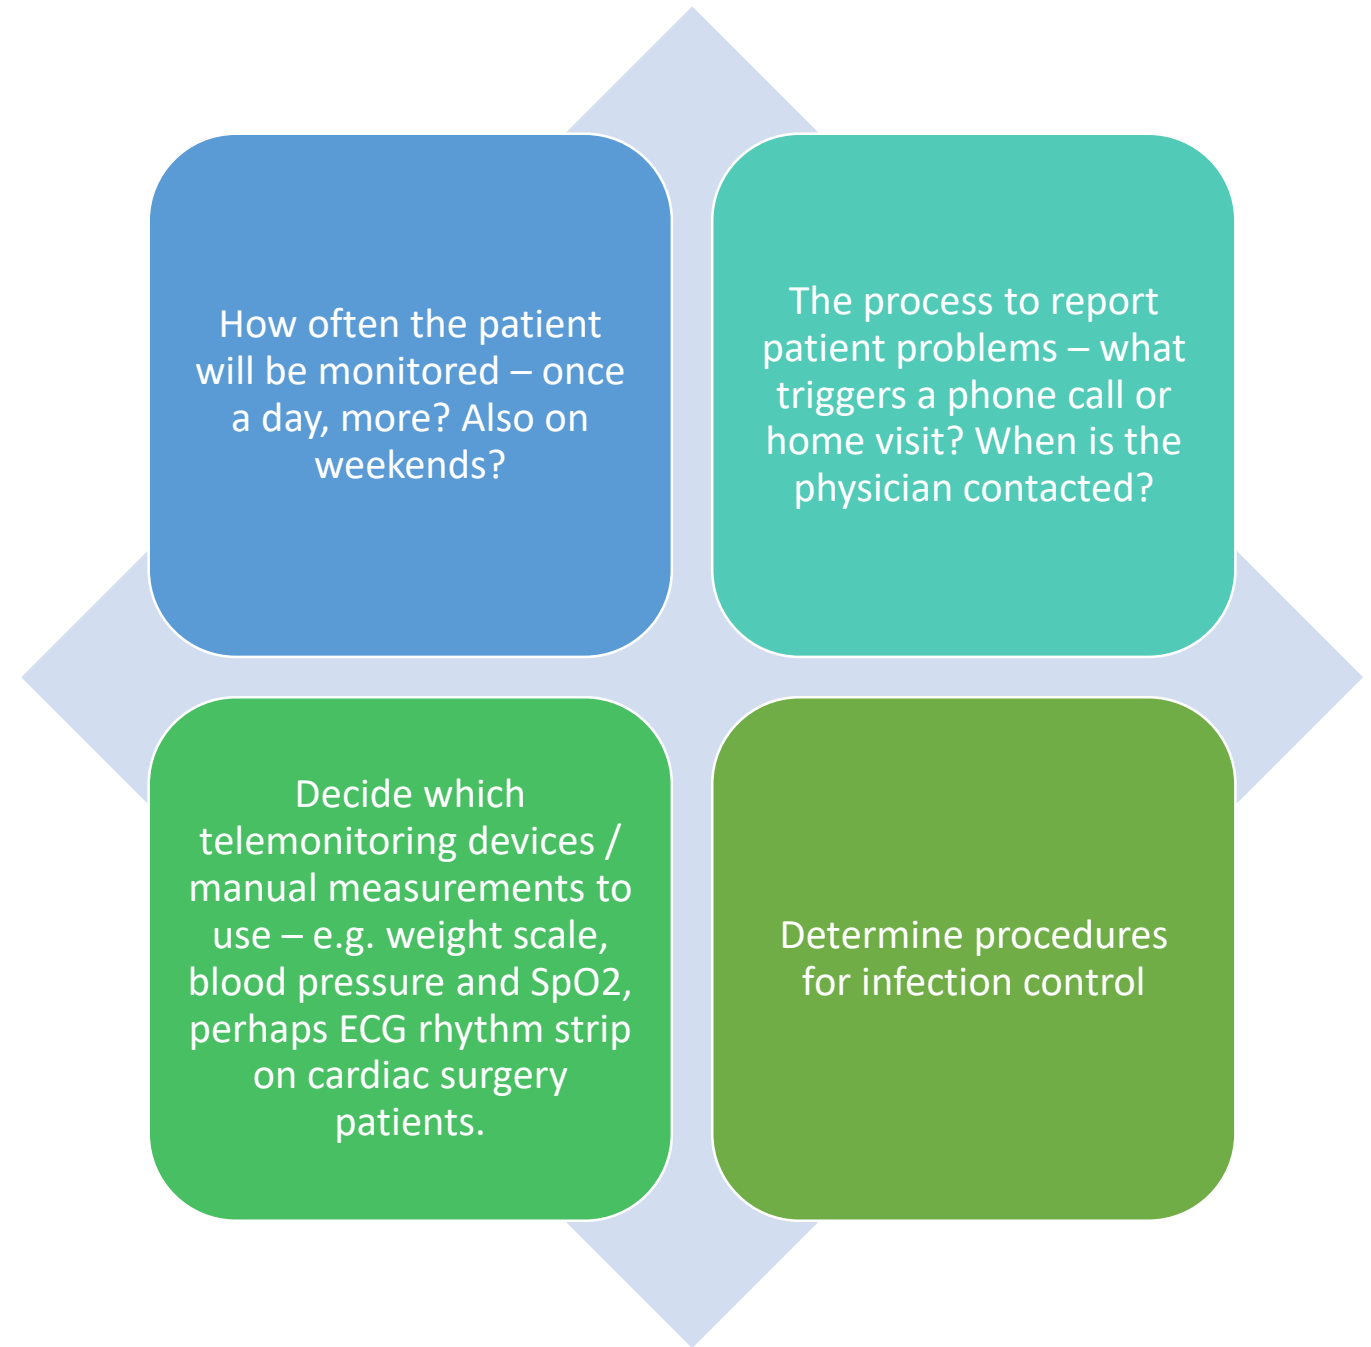 How often the patient
will be monitored – once
a day, more? Also on
weekends?
The process to report
patient problems – what
triggers a phone call or
home visit? When is the
physician contacted?
Decide which
telemonitoring devices /
manual measurements to
use – e.g. weight scale,
blood pressure and SpO2,
perhaps ECG rhythm strip
on cardiac surgery
patients.
Determine procedures
for infection control